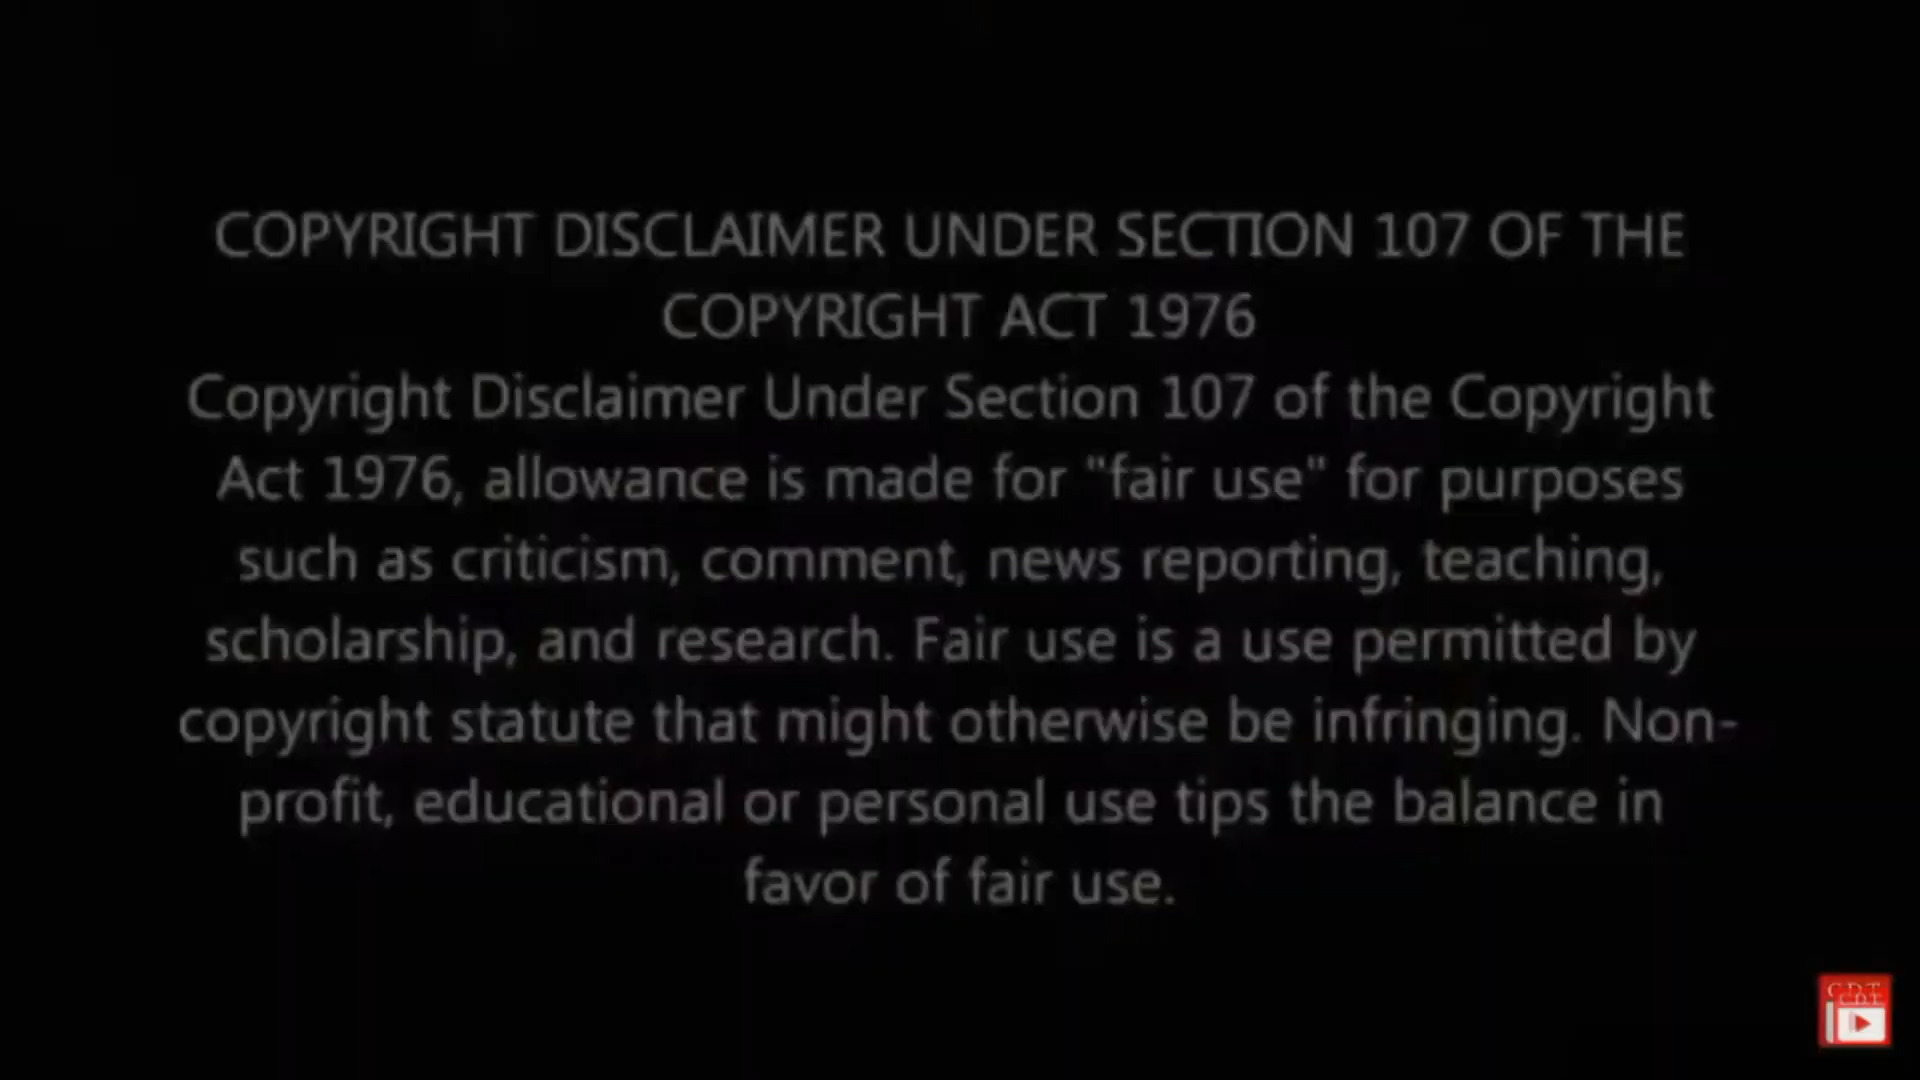 COPYRIGHT DISCLAIMER UNDER SECTION 107 OF THE
COPYRIGHT ACT 1976
Copyright Disclaimer Under Section 107 of the Copyright
Act 1976, allowance is made for "fair use" for purposes
such as criticism, comment, news reporting, teaching,
scholarship, and research. Fair use is a use permitted by
copyright statute that might otherwise be infringing. Non-
profit, educational or personal use tips the balance in
favor of fair use.
CDT
CDT